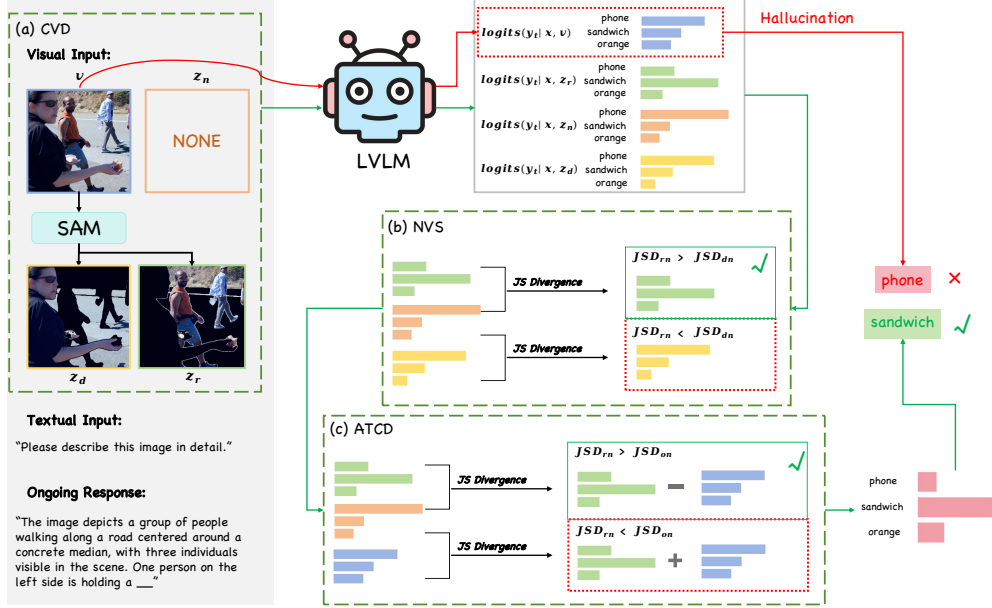 (a) CVD
Visual Input:
v
z_n
NONE
SAM
z_d
z_r
Textual Input:
“Please describe this image in detail.”
Ongoing Response:
“The image depicts a group of people
walking along a road centered around a
concrete median, with three individuals
visible in the scene. One person on the
left side is holding a __”
LVLM
logits(y_t| x, v)
phone
sandwich
orange
logits(y_t| x, z_r)
phone
sandwich
orange
logits(y_t| x, z_n)
phone
sandwich
orange
logits(y_t| x, z_d)
phone
sandwich
orange
Hallucination
(b) NVS
JS Divergence
JSD_rn > JSD_dn
JS Divergence
JSD_rn < JSD_dn
phone
sandwich
(c) ATCD
JS Divergence
JSD_rn > JSD_on
JS Divergence
JSD_rn < JSD_on
phone
sandwich
orange